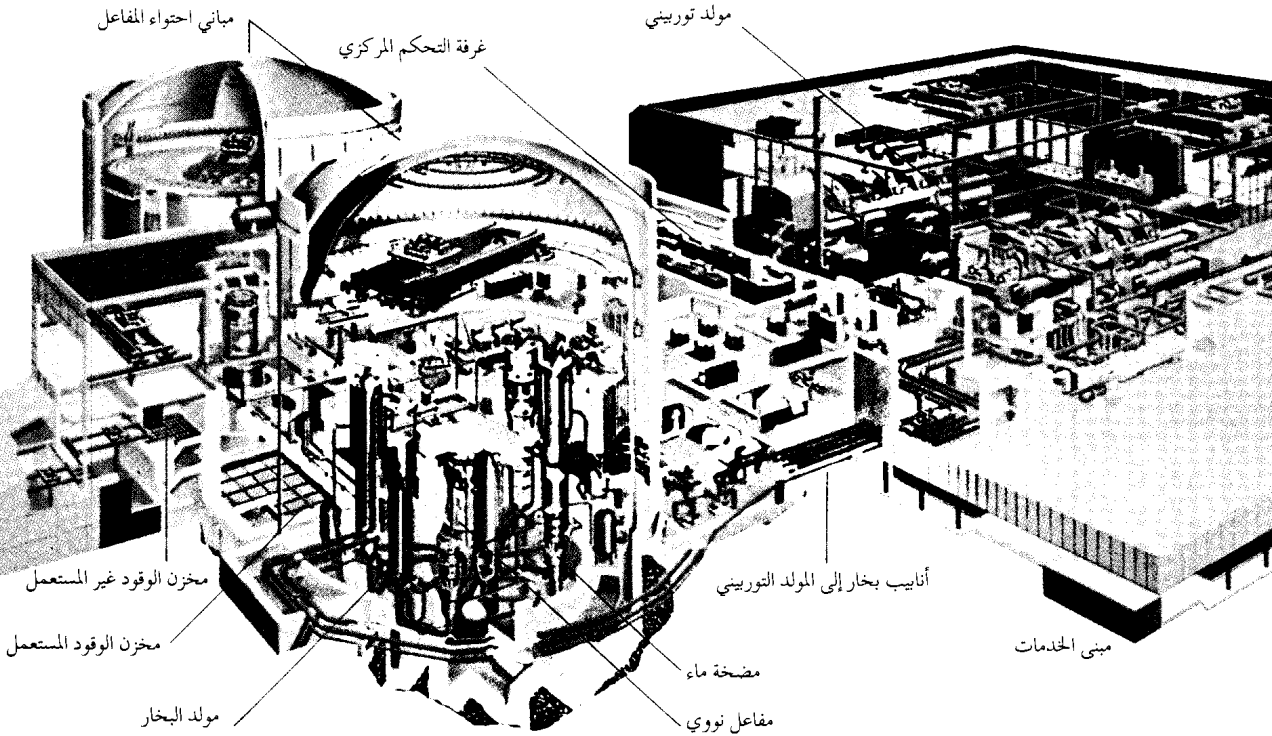 مباني احتواء المفاعل
مولد توربيني
غرفة التحكم المركزي
مخزن الوقود غير المستعمل
أنابيب بخار إلى المولد التوربيني
مخزن الوقود المستعمل
مبنى الخدمات
مضخة ماء
مولد البخار
مفاعل نووي